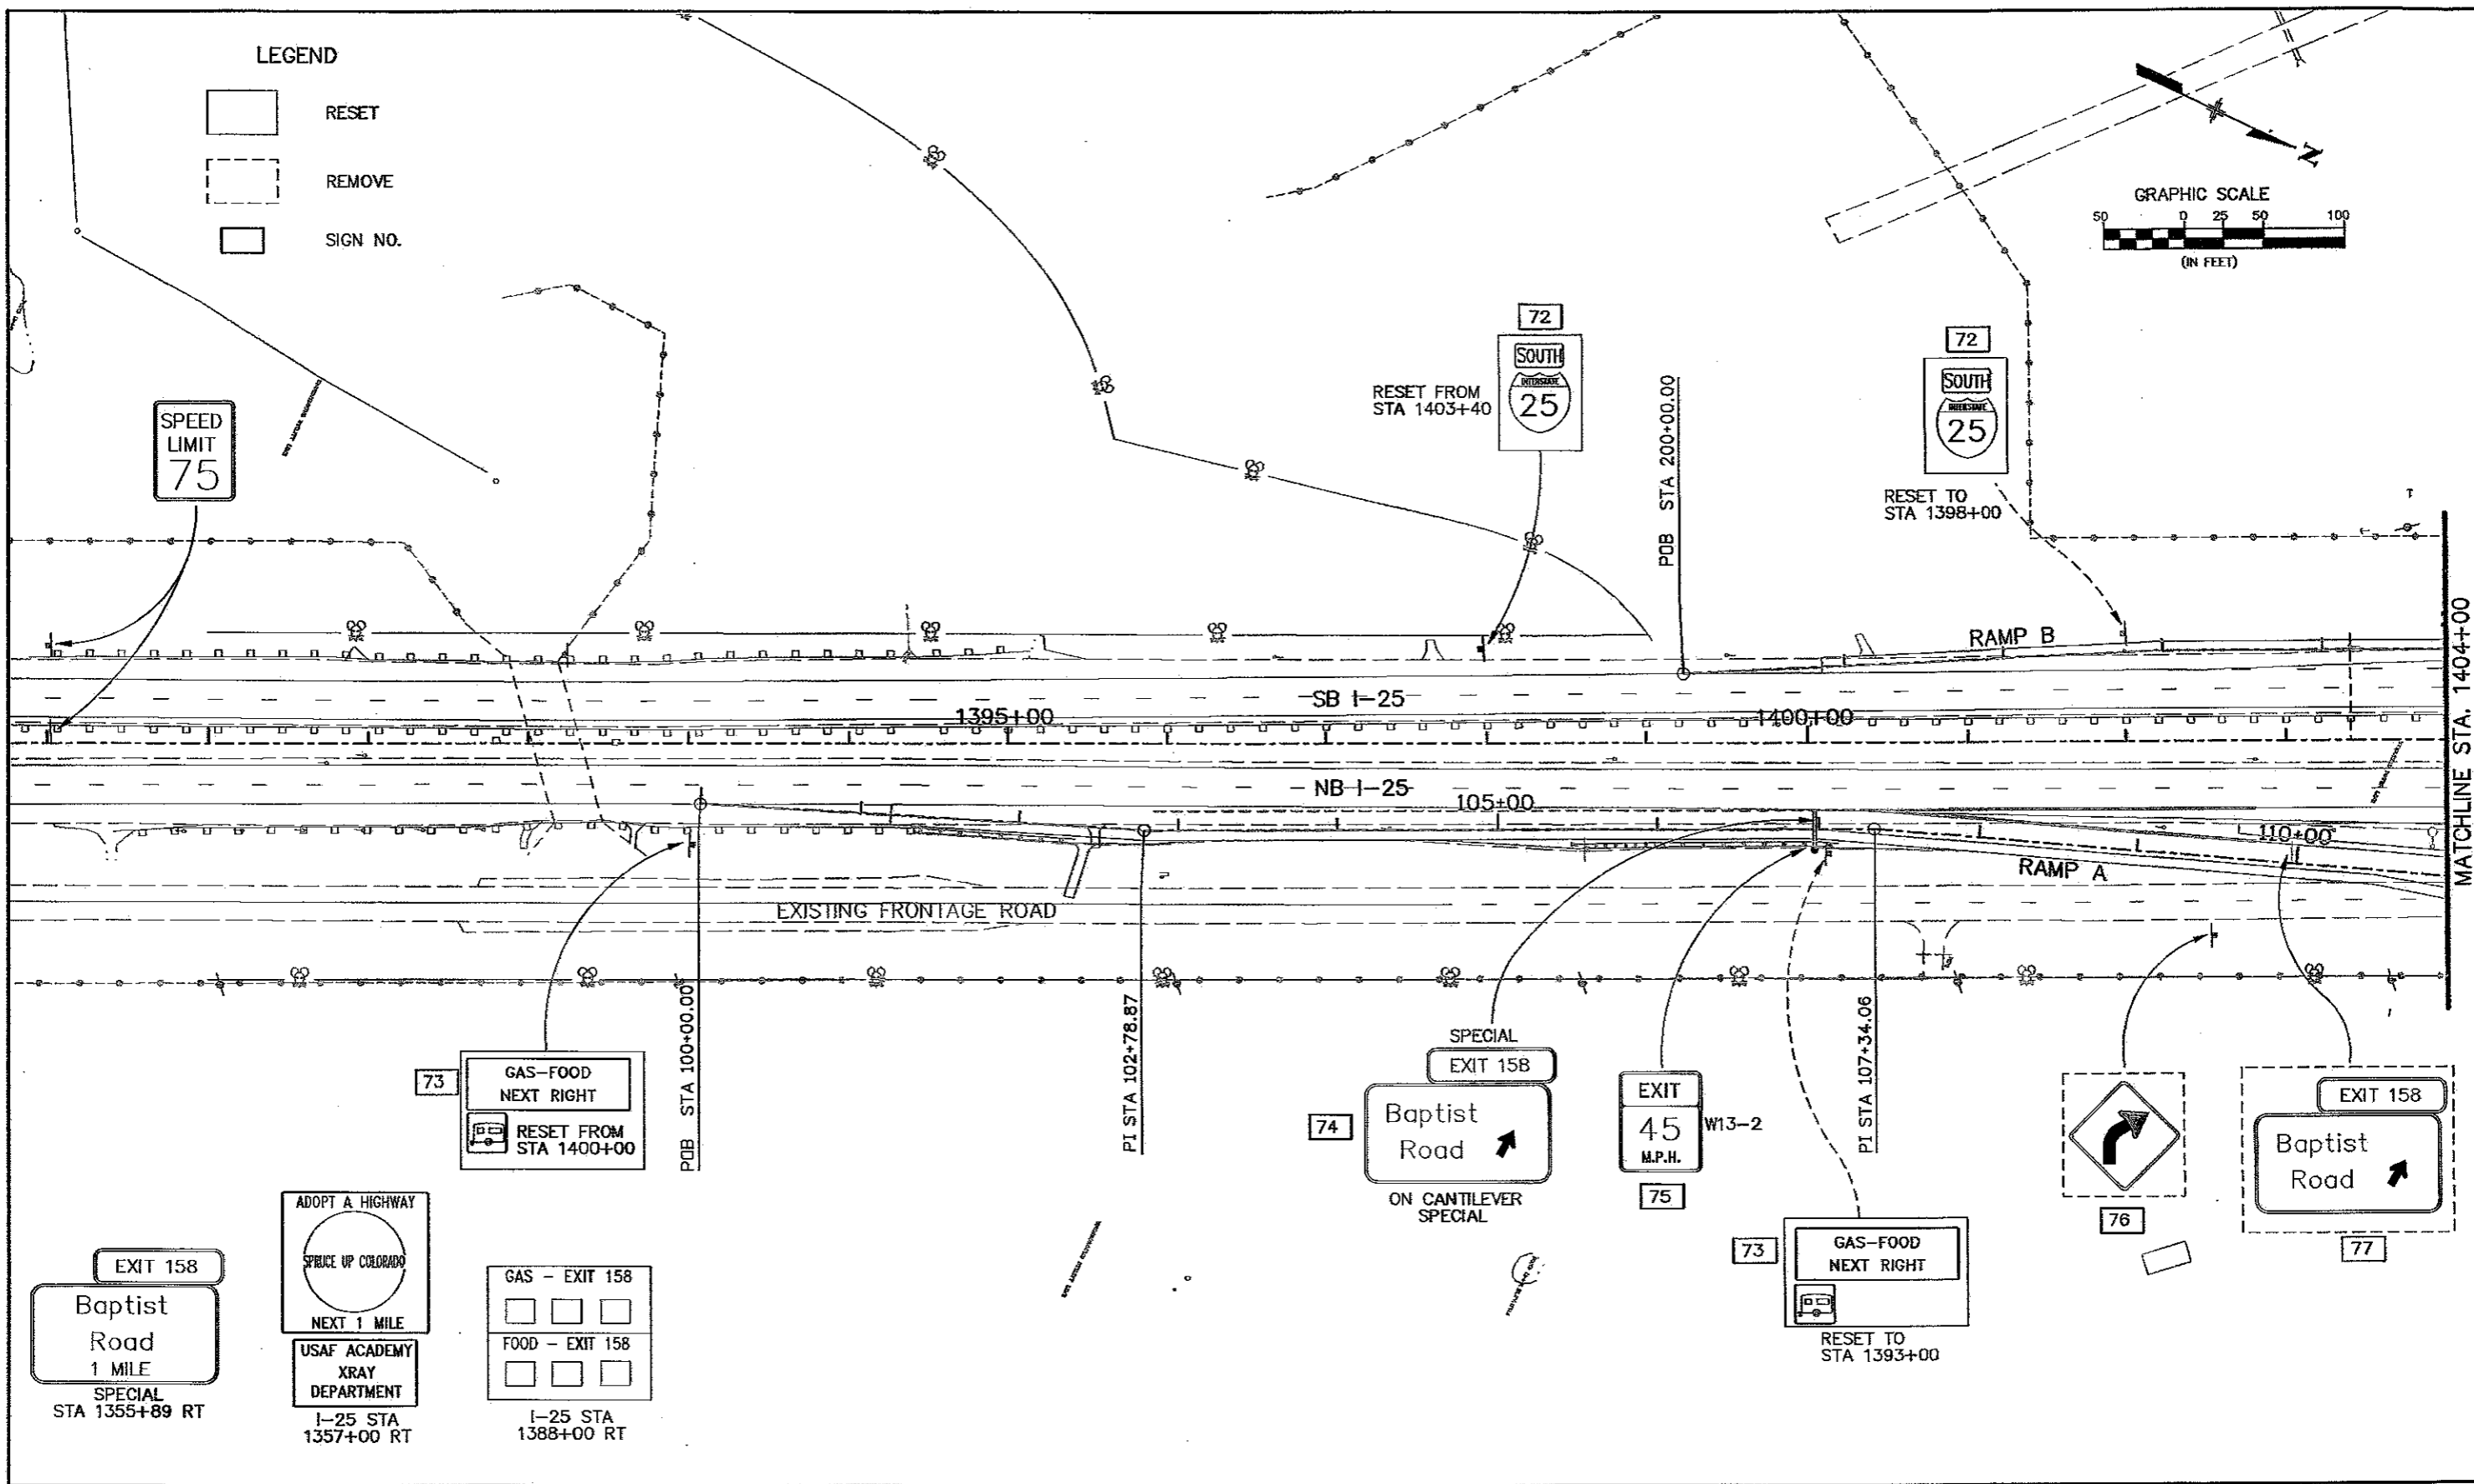 LEGEND
RESET
REMOVE
SIGN NO.
N
GRAPHIC SCALE
50 0 25 50 100
(IN FEET)
SPEED
LIMIT
75
72
SOUTH
INTERSTATE
25
RESET FROM
STA 1403+40
POB STA 200+00.00
72
SOUTH
INTERSTATE
25
RESET TO
STA 1398+00
RAMP B
SB I-25
1395+00
1400+00
NB I-25
105+00
110+00
RAMP A
MATCHLINE STA. 1404+00
EXISTING FRONTAGE ROAD
POB STA 100+00.00
PI STA 102+78.87
PI STA 107+34.06
73
GAS-FOOD
NEXT RIGHT
RESET FROM
STA 1400+00
SPECIAL
EXIT 158
74
Baptist
Road
ON CANTILEVER
SPECIAL
EXIT
45
M.P.H.
W13-2
75
73
GAS-FOOD
NEXT RIGHT
RESET TO
STA 1393+00
76
EXIT 158
Baptist
Road
77
EXIT 158
Baptist
Road
1 MILE
SPECIAL
STA 1355+89 RT
ADOPT A HIGHWAY
SPRUCE UP COLORADO
NEXT 1 MILE
USAF ACADEMY
XRAY
DEPARTMENT
I-25 STA
1357+00 RT
GAS - EXIT 158
FOOD - EXIT 158
I-25 STA
1388+00 RT